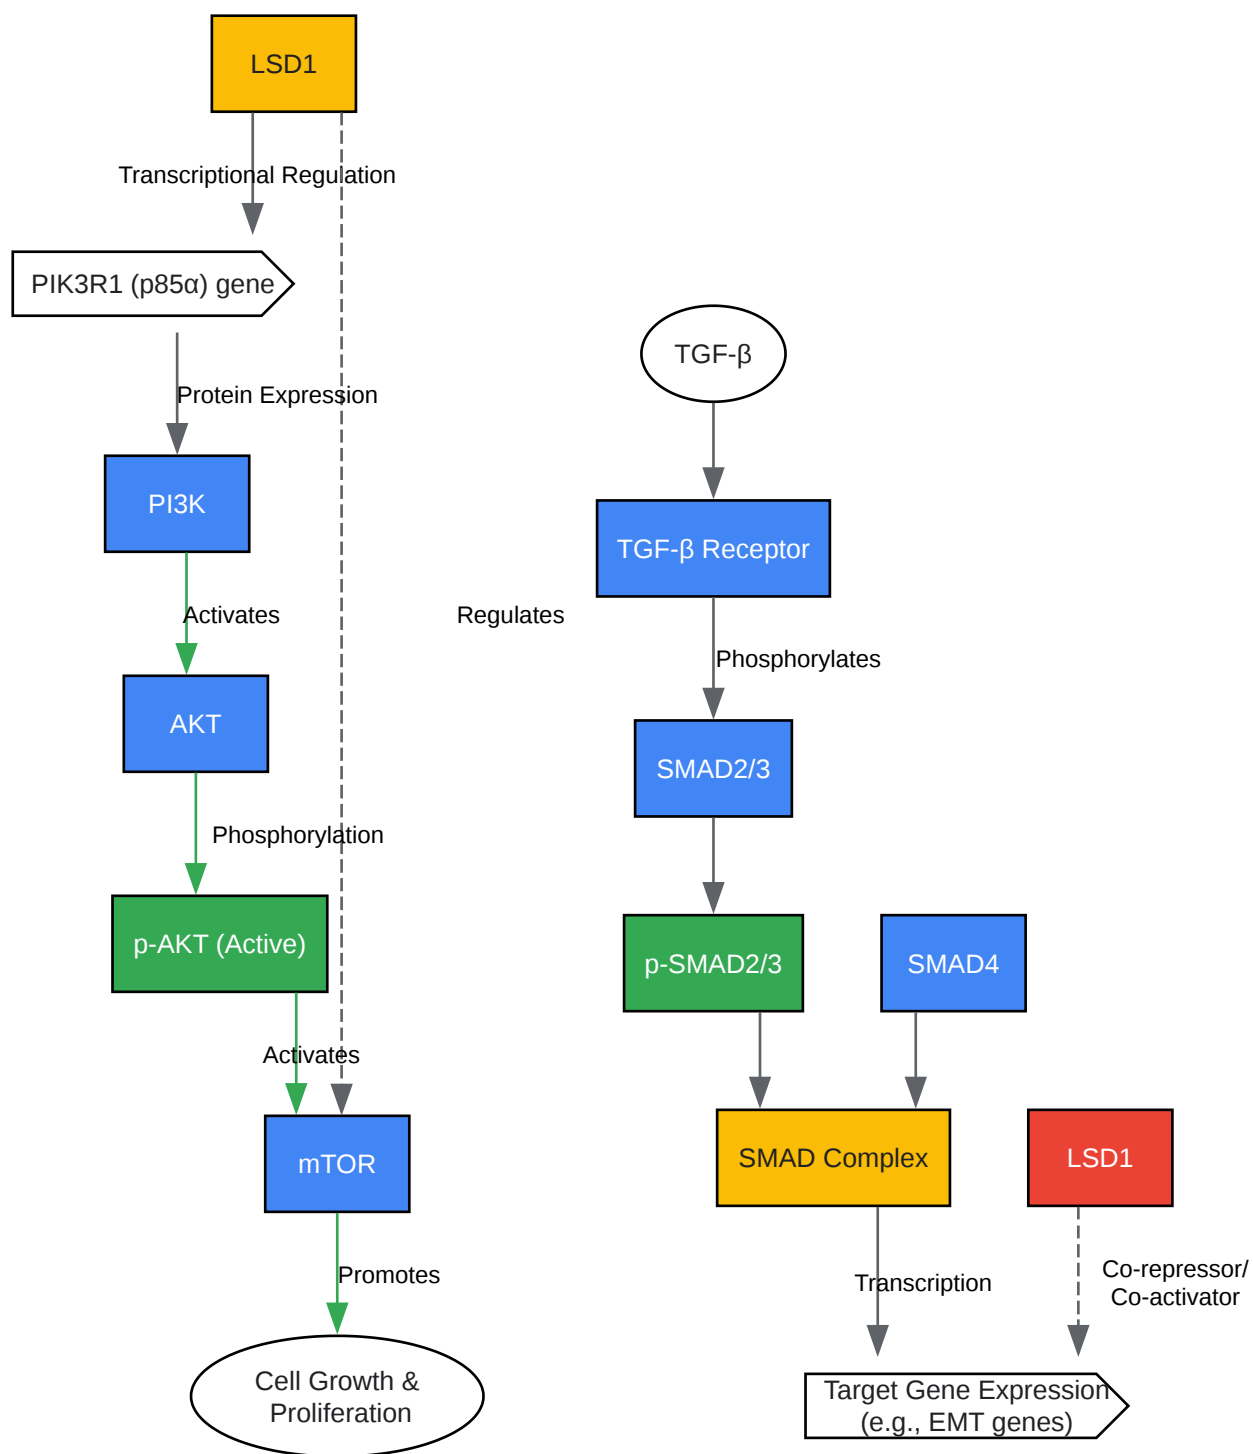 LSD1
Transcriptional Regulation
PIK3R1 (p85α) gene
Protein Expression
PI3K
Activates
AKT
Phosphorylation
p-AKT (Active)
Activates
mTOR
Promotes
Cell Growth &
Proliferation
Regulates
TGF-β
TGF-β Receptor
Phosphorylates
SMAD2/3
p-SMAD2/3
SMAD4
SMAD Complex
LSD1
Transcription
Co-repressor/
Co-activator
Target Gene Expression
(e.g., EMT genes)